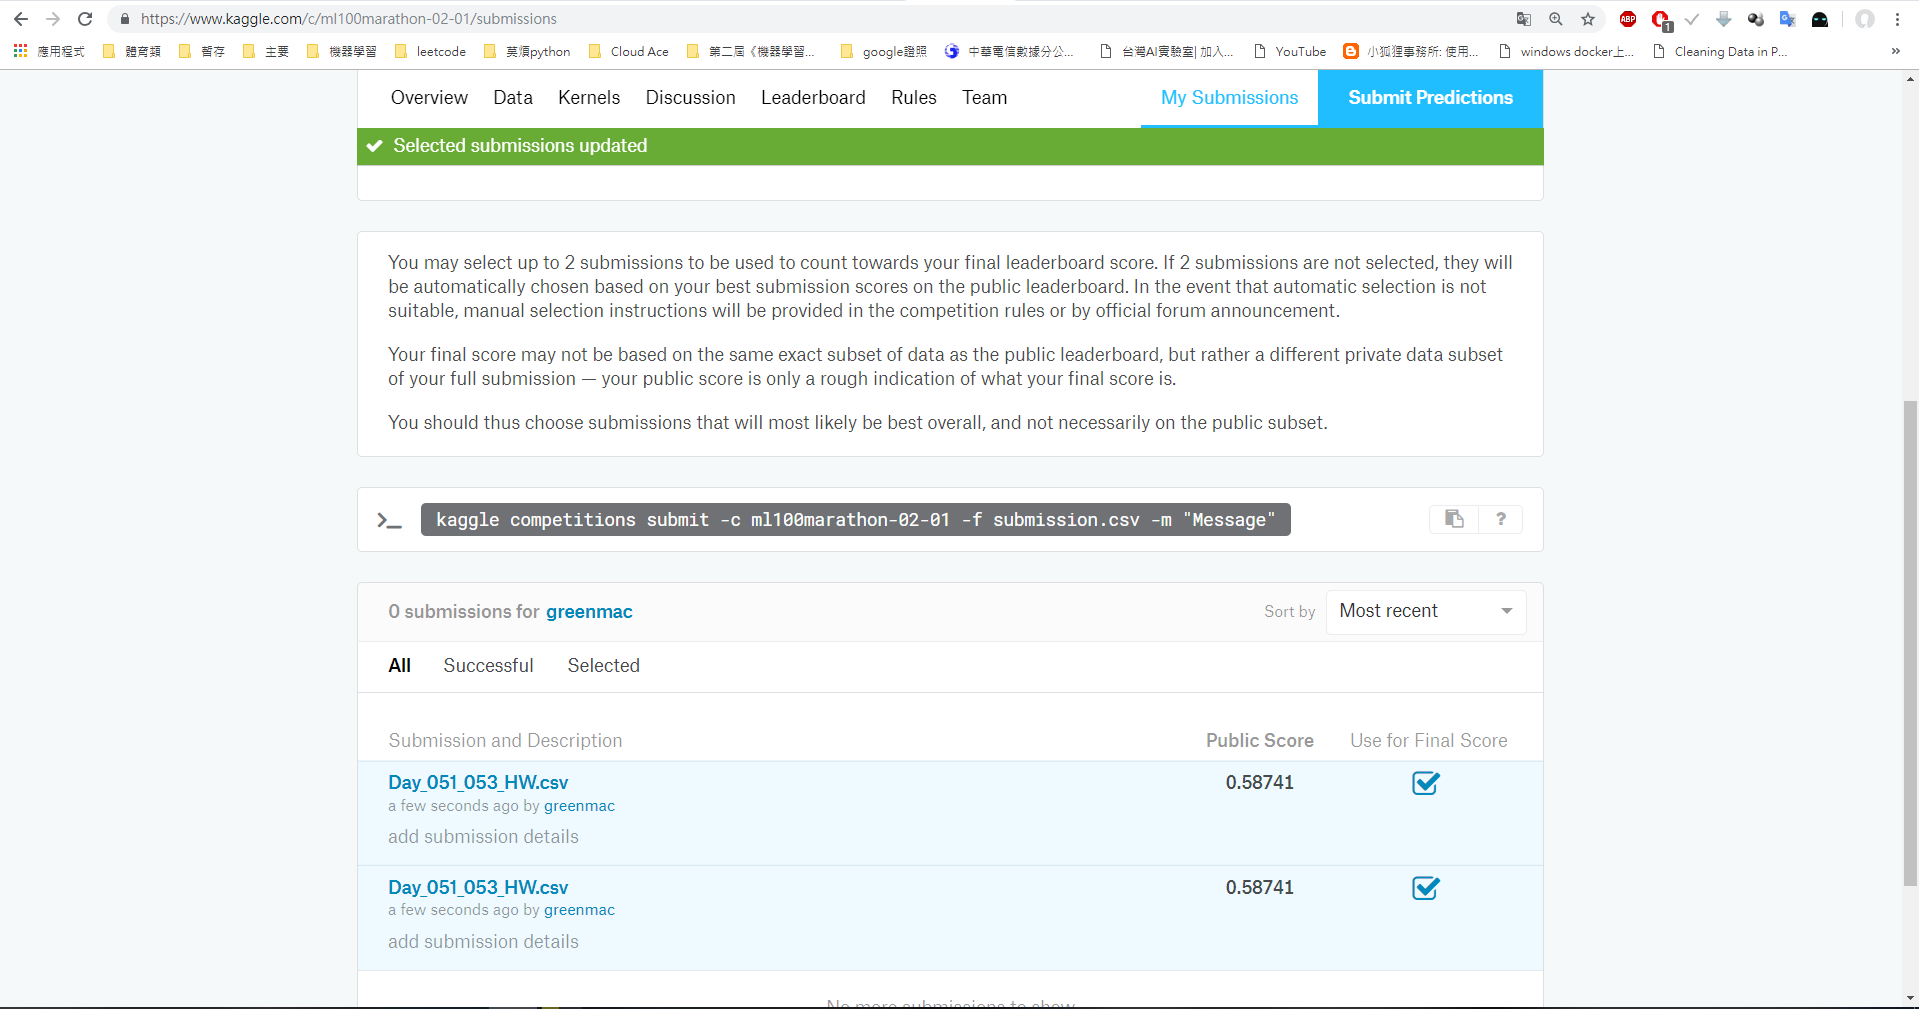 https://www.kaggle.com/c/ml100marathon-02-01/submissions
ABP
1
應用程式 體育類 暫存 主要 機器學習 leetcode 莫煩python Cloud Ace 第二屆《機器學習... google證照 中華電信數據分公... 台灣AI實驗室| 加入... YouTube 小狐狸事務所: 使用... windows docker上... Cleaning Data in P... »
Overview Data Kernels Discussion Leaderboard Rules Team My Submissions Submit Predictions
Selected submissions updated
You may select up to 2 submissions to be used to count towards your final leaderboard score. If 2 submissions are not selected, they will
be automatically chosen based on your best submission scores on the public leaderboard. In the event that automatic selection is not
suitable, manual selection instructions will be provided in the competition rules or by official forum announcement.
Your final score may not be based on the same exact subset of data as the public leaderboard, but rather a different private data subset
of your full submission — your public score is only a rough indication of what your final score is.
You should thus choose submissions that will most likely be best overall, and not necessarily on the public subset.
>_ kaggle competitions submit -c ml100marathon-02-01 -f submission.csv -m "Message" ?
0 submissions for greenmac Sort by Most recent
All Successful Selected
Submission and Description Public Score Use for Final Score
Day_051_053_HW.csv 0.58741
a few seconds ago by greenmac
add submission details
Day_051_053_HW.csv 0.58741
a few seconds ago by greenmac
add submission details
No more submissions to show